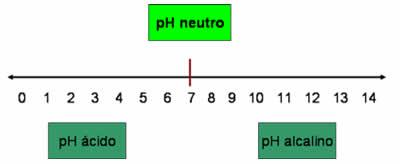 pH neutro
0 1 2 3 4 5 6 7 8 9 10 11 12 13 14
pH ácido pH alcalino